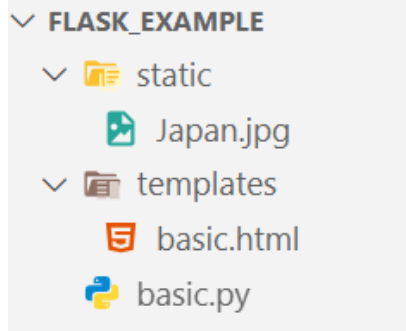 FLASK_EXAMPLE
static
Japan.jpg
templates
basic.html
basic.py